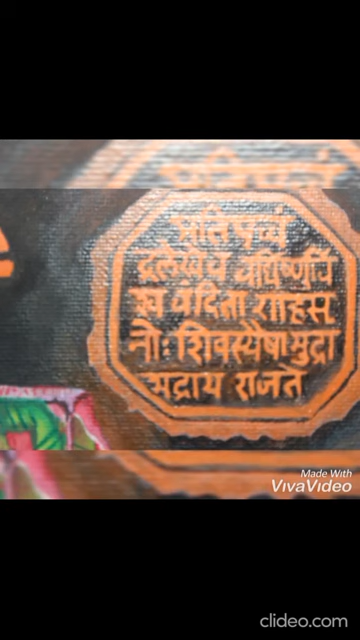 प्रतिपच्चं
द्रलेखेव वर्धिष्णुर्वि
श्व वंदिता शाहसू
नोः शिवस्यैषा मुद्रा
भद्राय राजते
Made With
VivaVideo
clideo.com